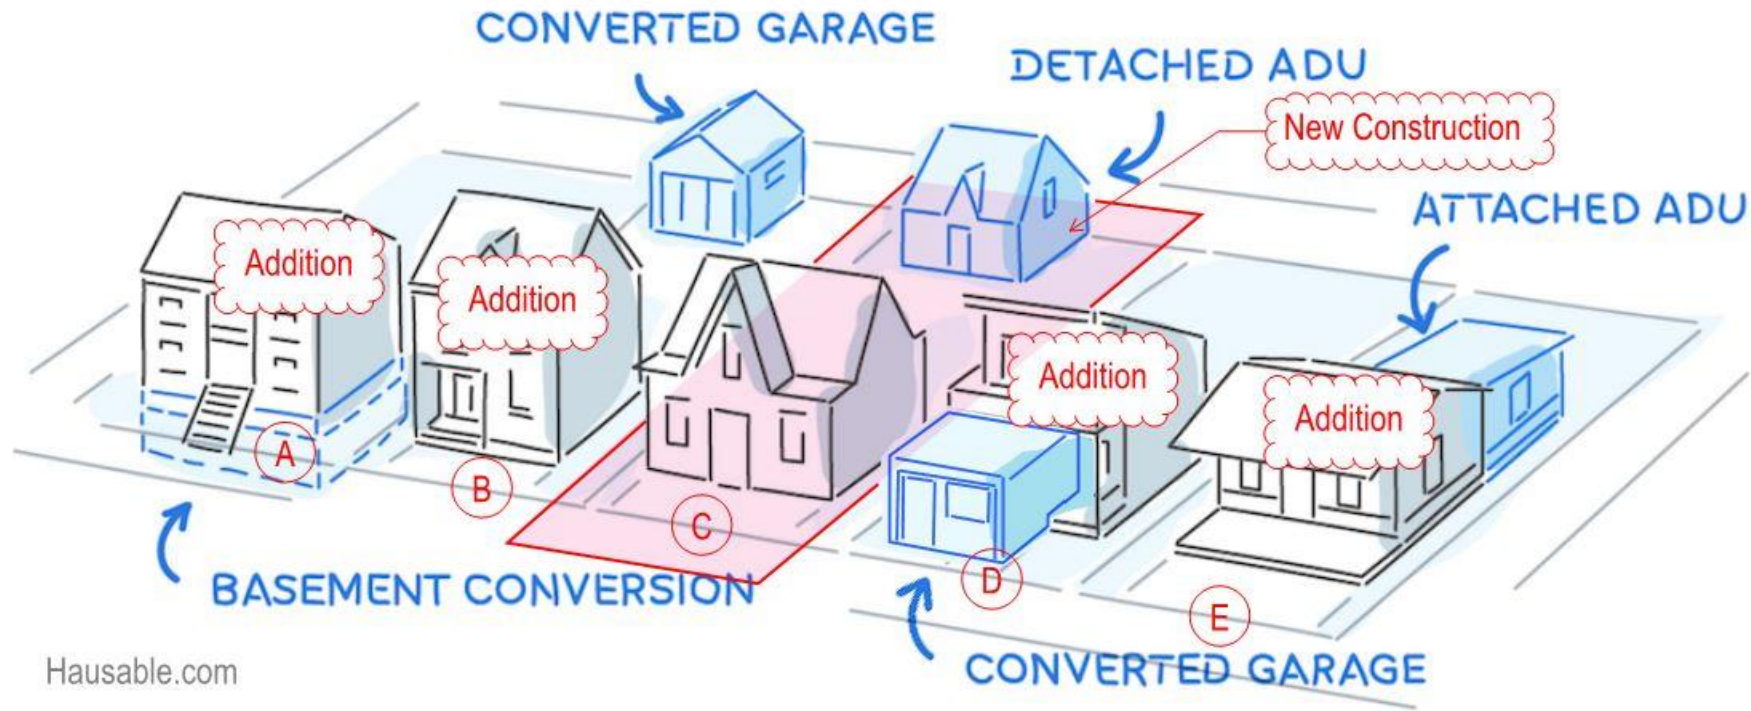 CONVERTED GARAGE
DETACHED ADU
New Construction
ATTACHED ADU
Addition
Addition
Addition
Addition
A
B
C
D
E
BASEMENT CONVERSION
CONVERTED GARAGE
Hausable.com